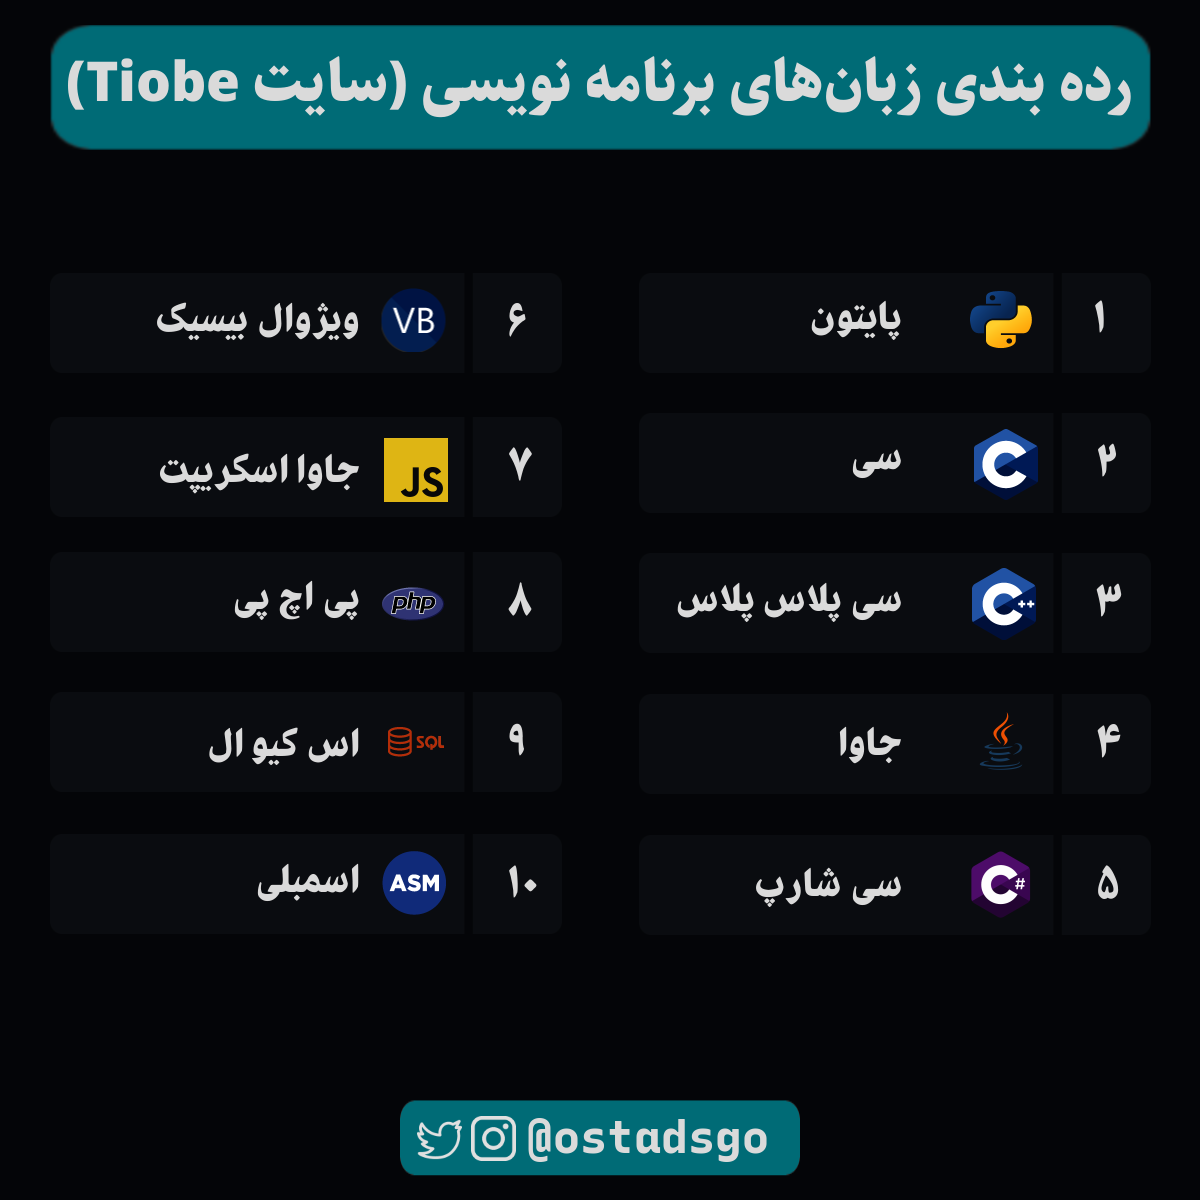 رده بندی زبان‌های برنامه نویسی (سایت Tiobe)
۱ پایتون
۲ سی
۳ سی پلاس پلاس C++
۴ جاوا
۵ سی شارپ C#
۶ VB ویژوال بیسیک
۷ JS جاوا اسکریپت
۸ php پی اچ پی
۹ SQL اس کیو ال
۱۰ ASM اسمبلی
@ostadsgo